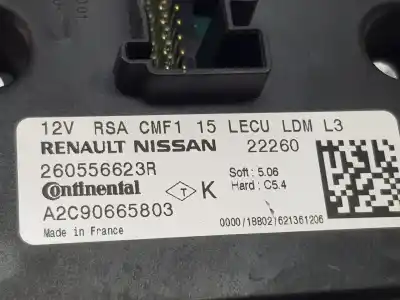 12V RSA CMF1 15 LECU LDM L3
RENAULT NISSAN 22260
260556623R
Soft : 5.06
Continental T K Hard : C5.4
A2C90665803
Made in France 0000/18B02)621361206